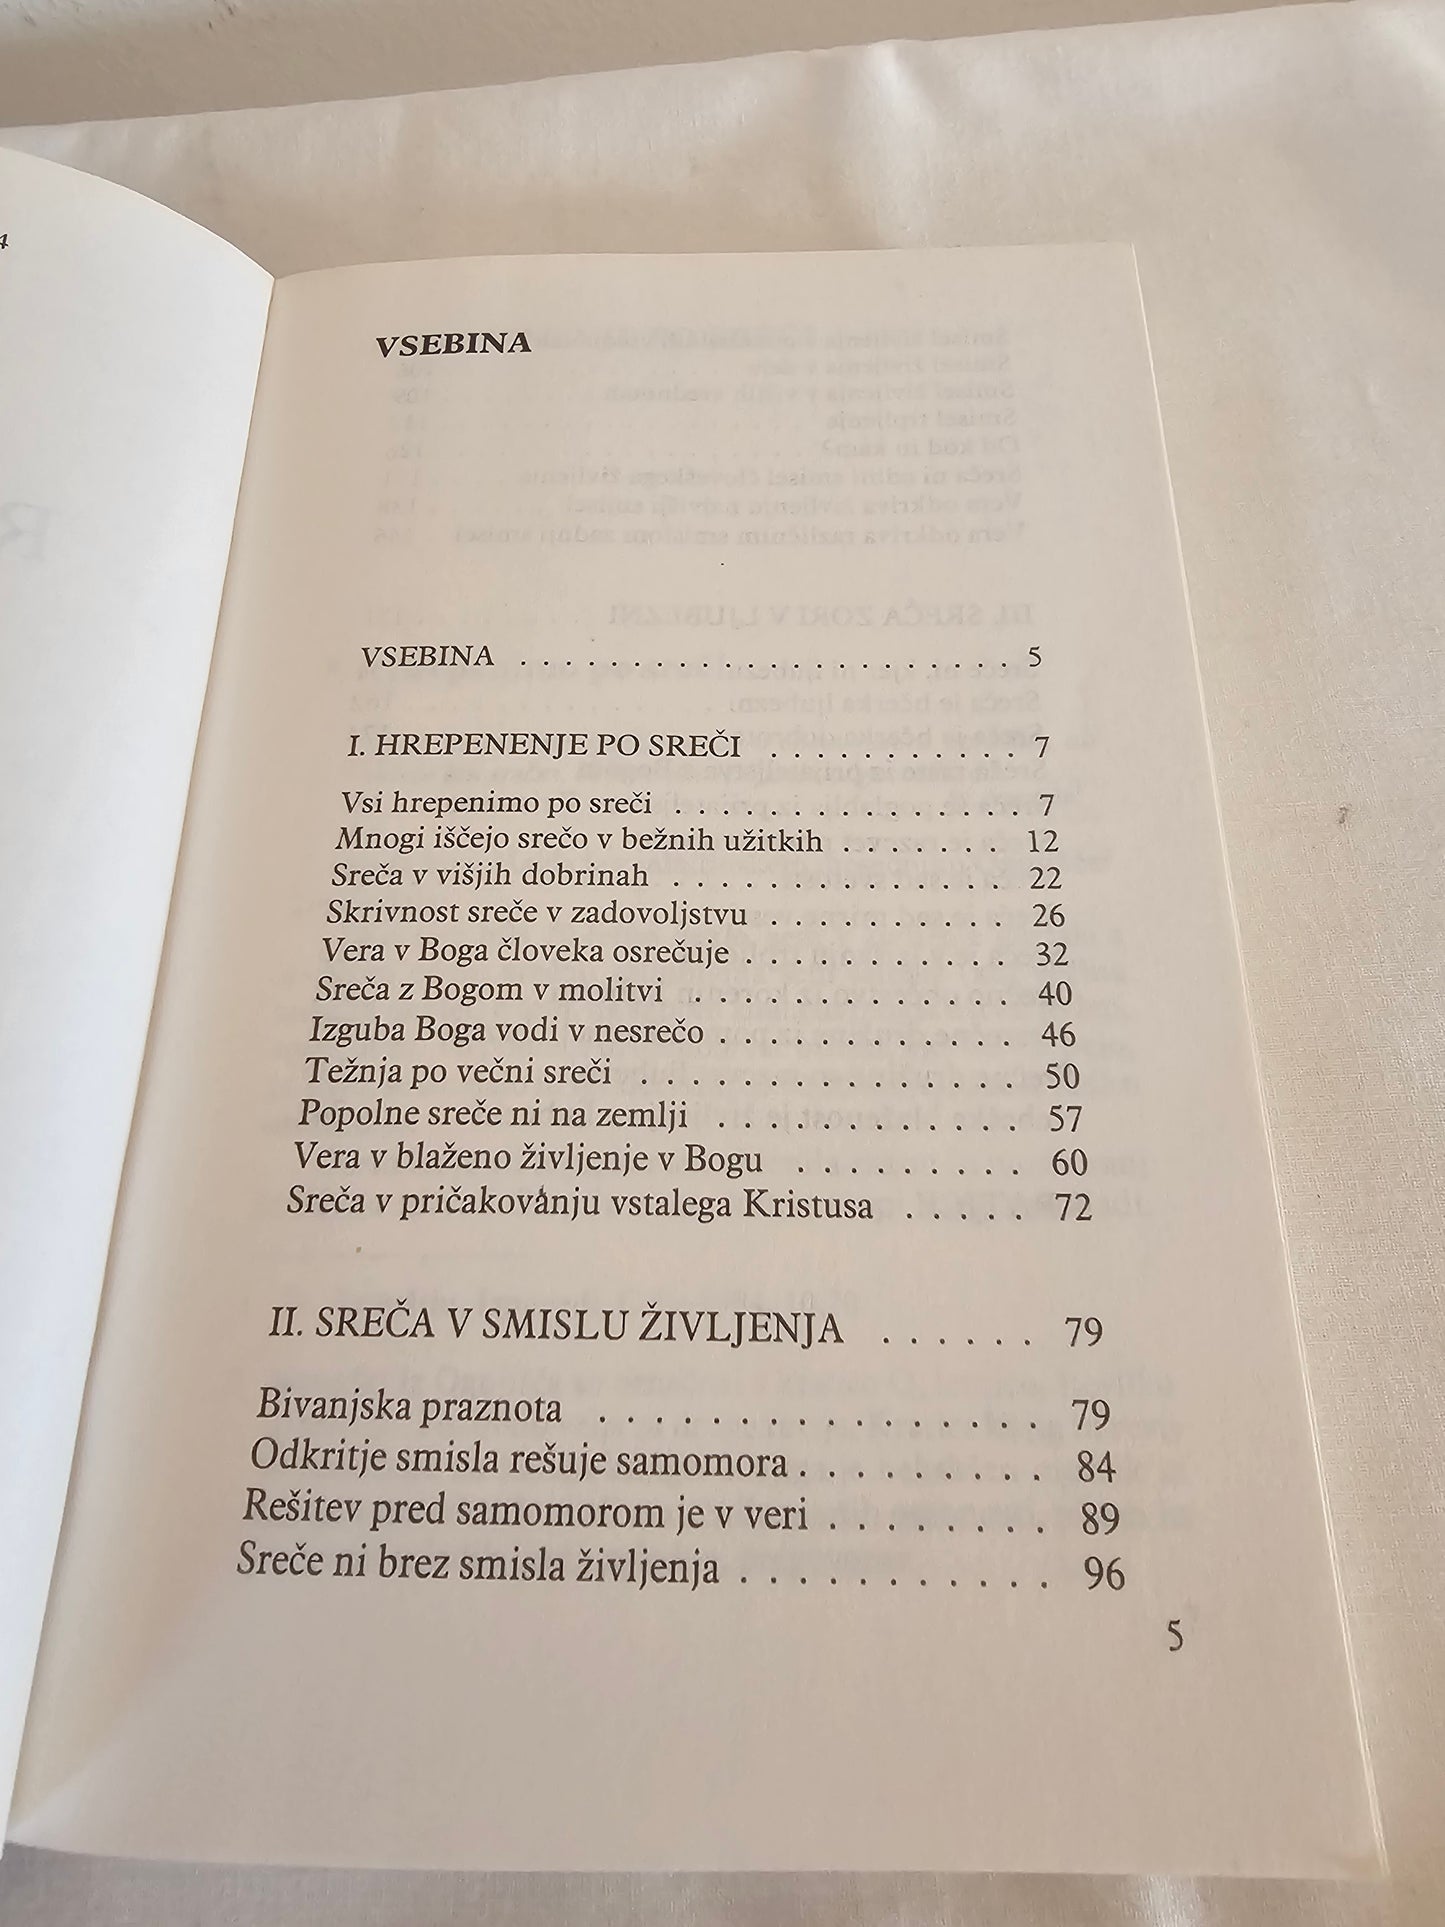 4
VSEBINA
VSEBINA . . . . . . . . . . . . . . . . . . . . . . . 5
I. HREPENENJE PO SREČI . . . . . . . . . . . 7
Vsi hrepenimo po sreči . . . . . . . . . . . . . . . 7
Mnogi iščejo srečo v bežnih užitkih . . . . . . . 12
Sreča v višjih dobrinah . . . . . . . . . . . . . . 22
Skrivnost sreče v zadovoljstvu . . . . . . . . . . 26
Vera v Boga človeka osrečuje . . . . . . . . . . . 32
Sreča z Bogom v molitvi . . . . . . . . . . . . . 40
Izguba Boga vodi v nesrečo . . . . . . . . . . . . 46
Težnja po večni sreči . . . . . . . . . . . . . . . 50
Popolne sreče ni na zemlji . . . . . . . . . . . . 57
Vera v blaženo življenje v Bogu . . . . . . . . . 60
Sreča v pričakovanju vstalega Kristusa . . . . . 72
II. SREČA V SMISLU ŽIVLJENJA . . . . . . 79
Bivanjska praznota . . . . . . . . . . . . . . . . 79
Odkritje smisla rešuje samomora . . . . . . . . . 84
Rešitev pred samomorom je v veri . . . . . . . . 89
Sreče ni brez smisla življenja . . . . . . . . . . . 96
5